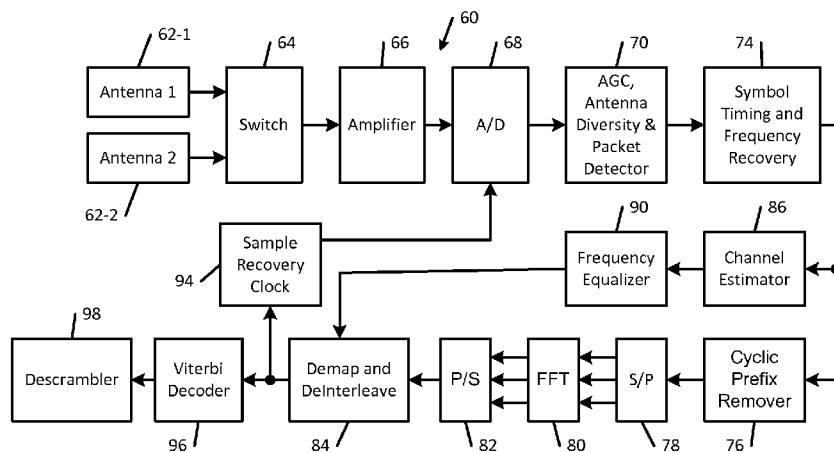 62-1
64
66
60
68
70
74
Antenna 1
Antenna 2
Switch
Amplifier
A/D
AGC,
Antenna
Diversity &
Packet
Detector
Symbol
Timing and
Frequency
Recovery
62-2
90
86
94
Sample
Recovery
Clock
Frequency
Equalizer
Channel
Estimator
98
Descrambler
Viterbi
Decoder
Demap and
DeInterleave
P/S
FFT
S/P
Cyclic
Prefix
Remover
96
84
82
80
78
76